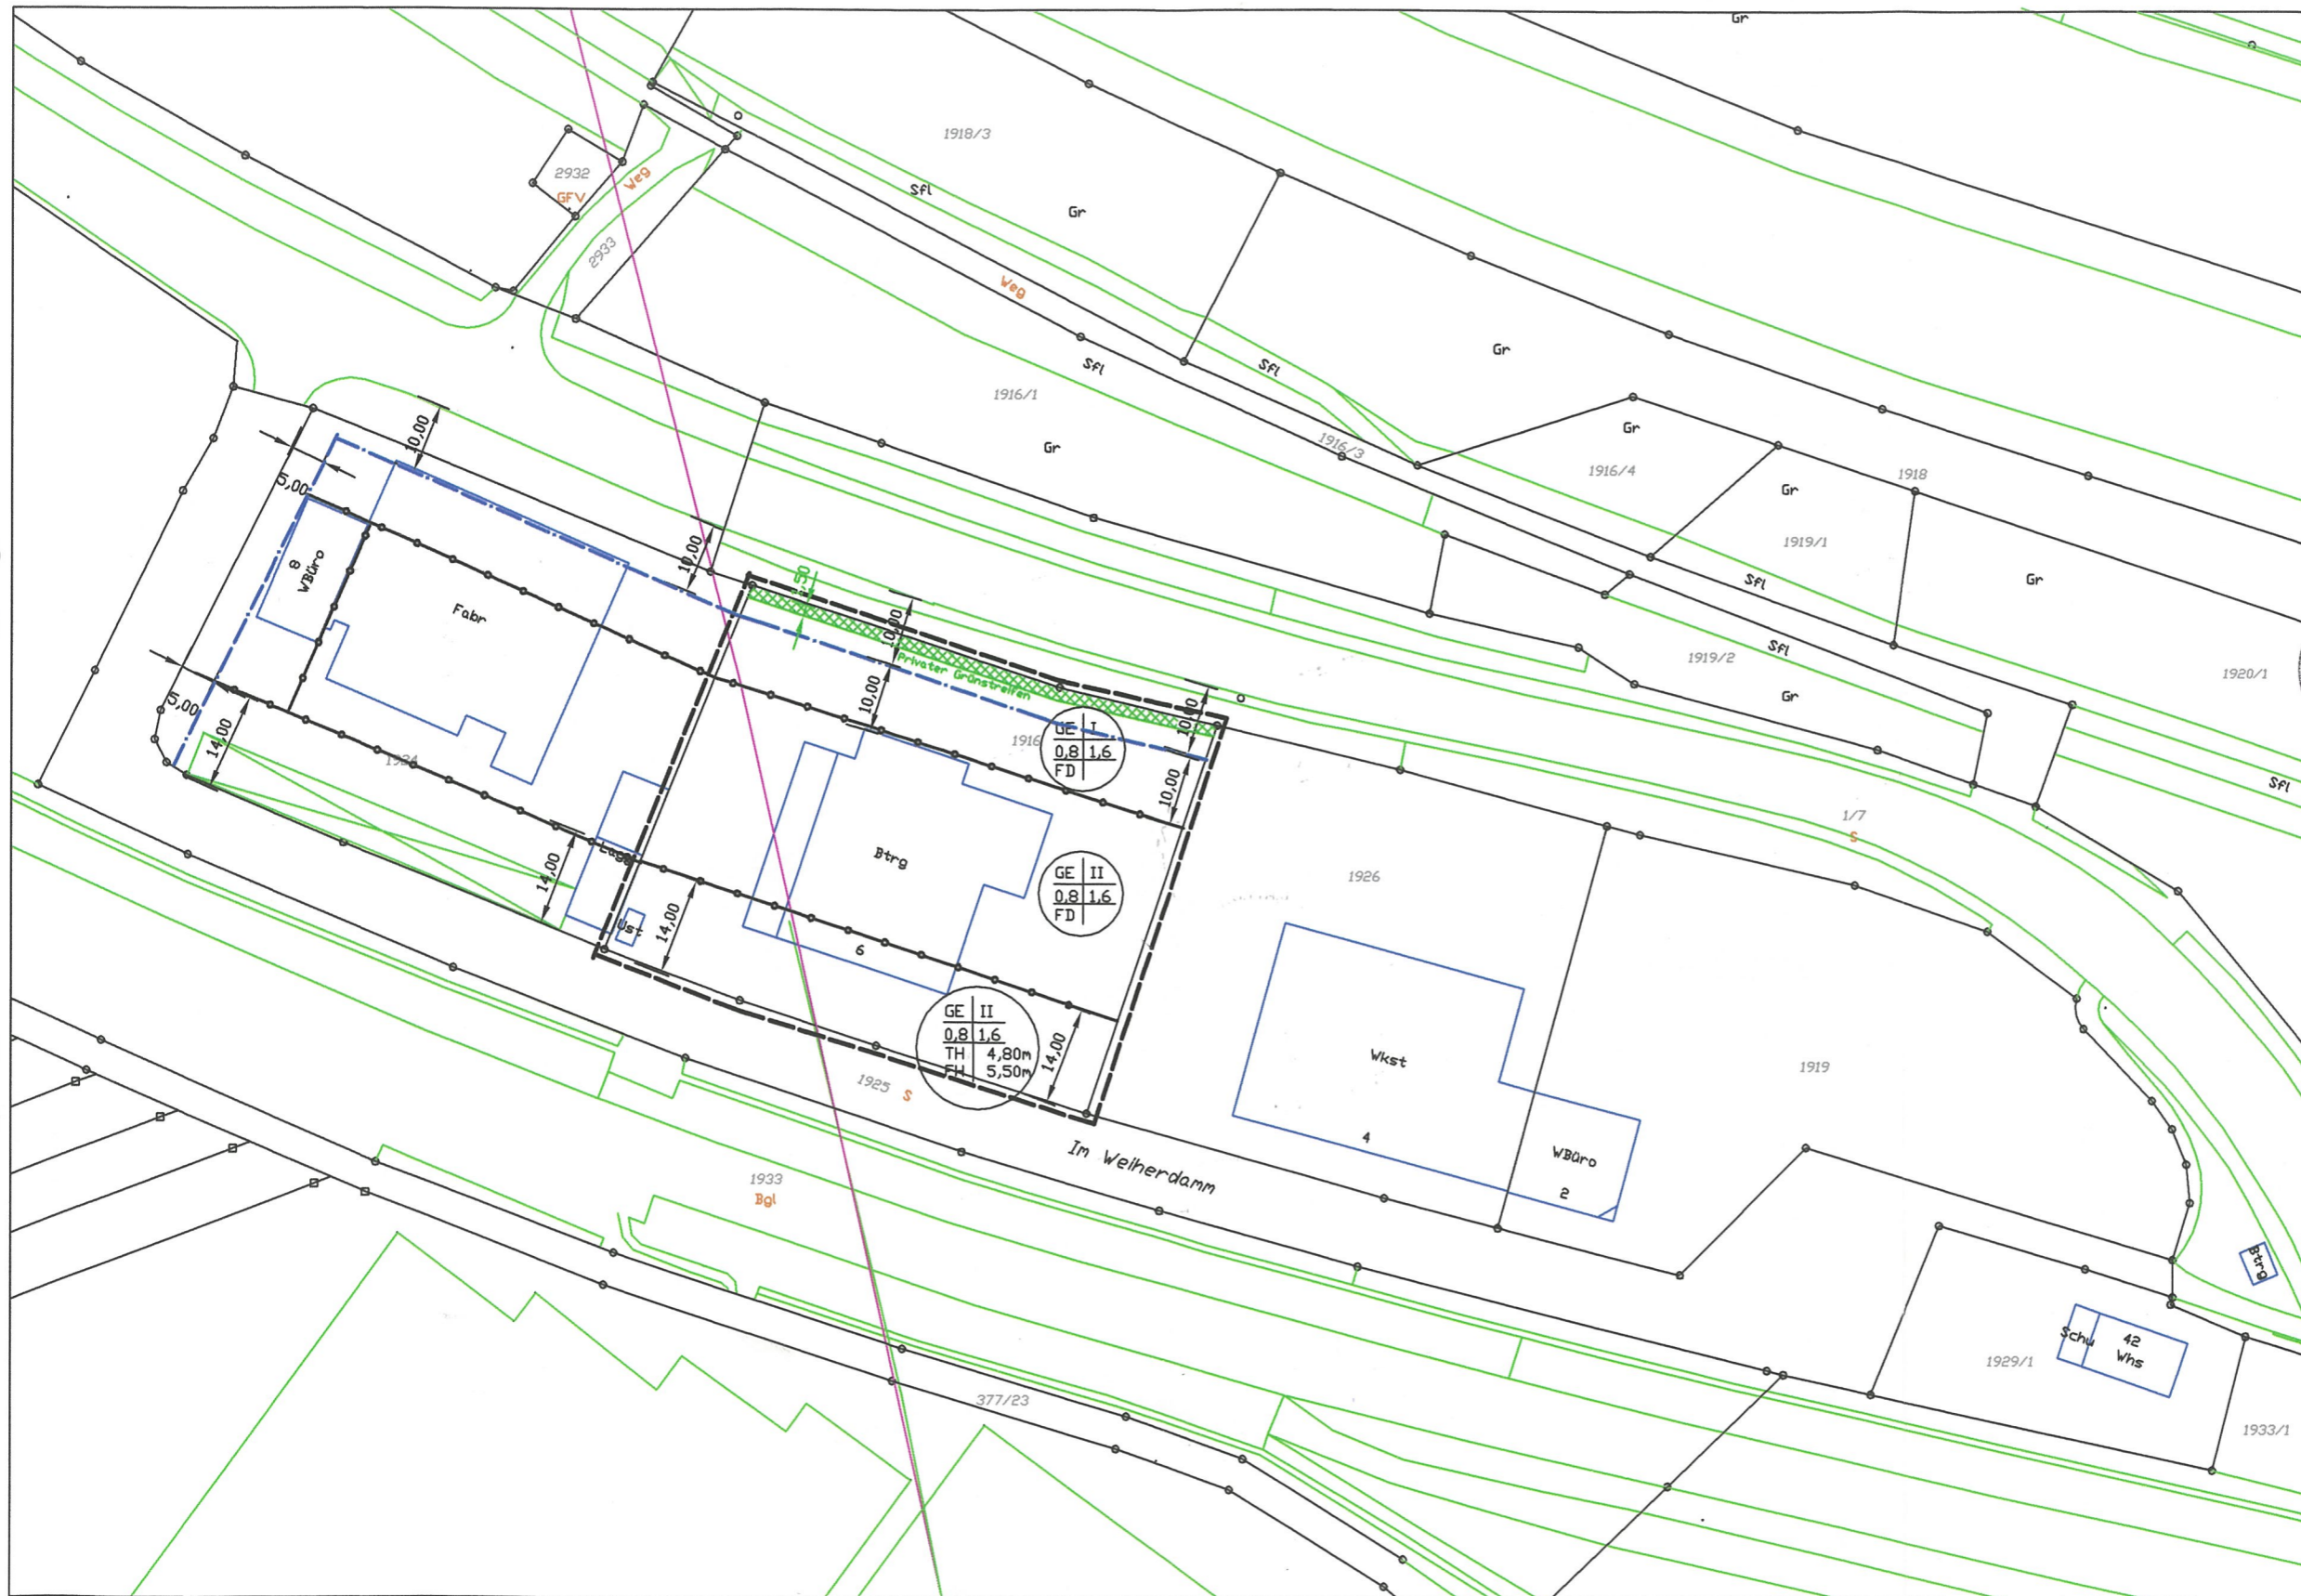 Gr
1918/3
2932
GFV
Weg
Sfl
Gr
2933
Weg
Gr
Sfl
Sfl
1916/1
10,00
Gr
1916/3
Gr
1916/4
1918
5,00
Gr
8
WBüro
1919/1
10,00
3,50
Sfl
Gr
Fabr
10,00
Sfl
1919/2
Privater Grünstreifen
1920/1
10,00
Gr
5,00
10,00
14,00
1916
GE I
0,8 1,6
FD
1924
10,00
Sfl
1/7
S
Lager
Btrg
14,00
GE II
0,8 1,6
FD
1926
14,00
Ust
6
GE II
0,8 1,6
TH 4,80m
FH 5,50m
14,00
Wkst
1919
1925
S
4
Im Weiherdamm
WBüro
2
1933
Bgl
Btrg
Schu
42
Whs
1929/1
377/23
1933/1